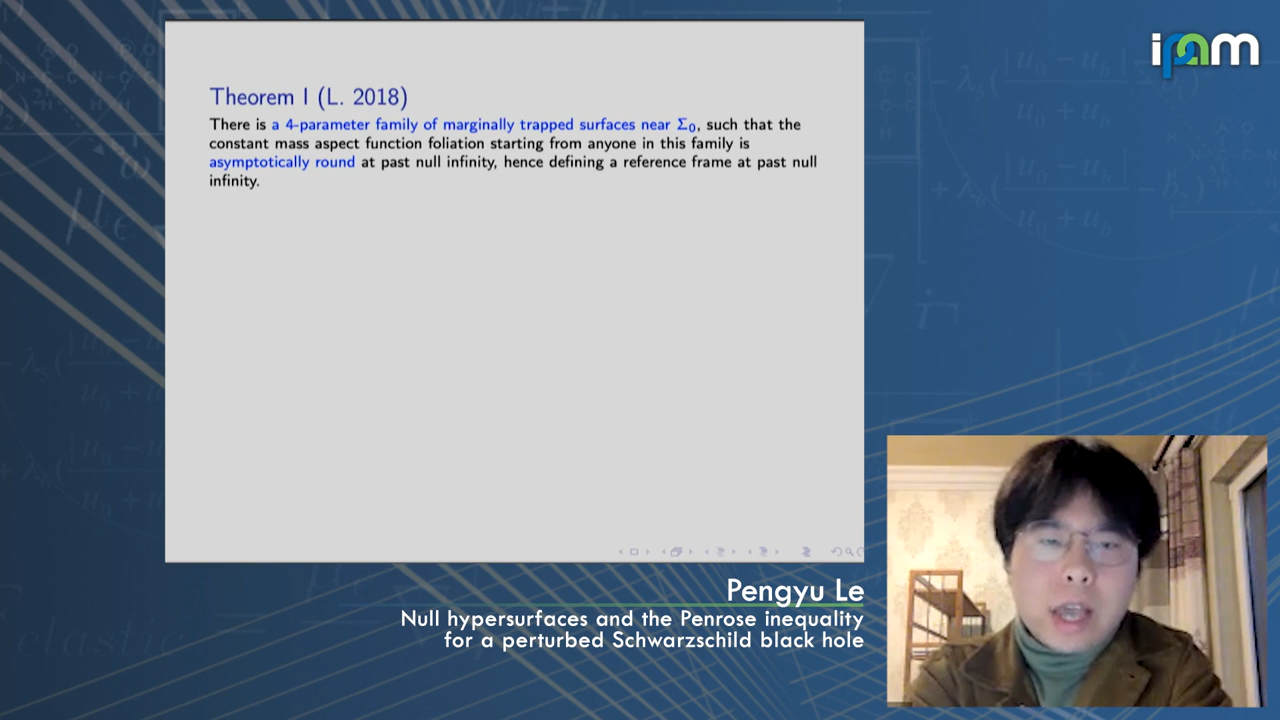 ipam
Theorem I (L. 2018)
There is a 4-parameter family of marginally trapped surfaces near Σ₀, such that the
constant mass aspect function foliation starting from anyone in this family is
asymptotically round at past null infinity, hence defining a reference frame at past null
infinity.
Pengyu Le
Null hypersurfaces and the Penrose inequality
for a perturbed Schwarzschild black hole
elastic